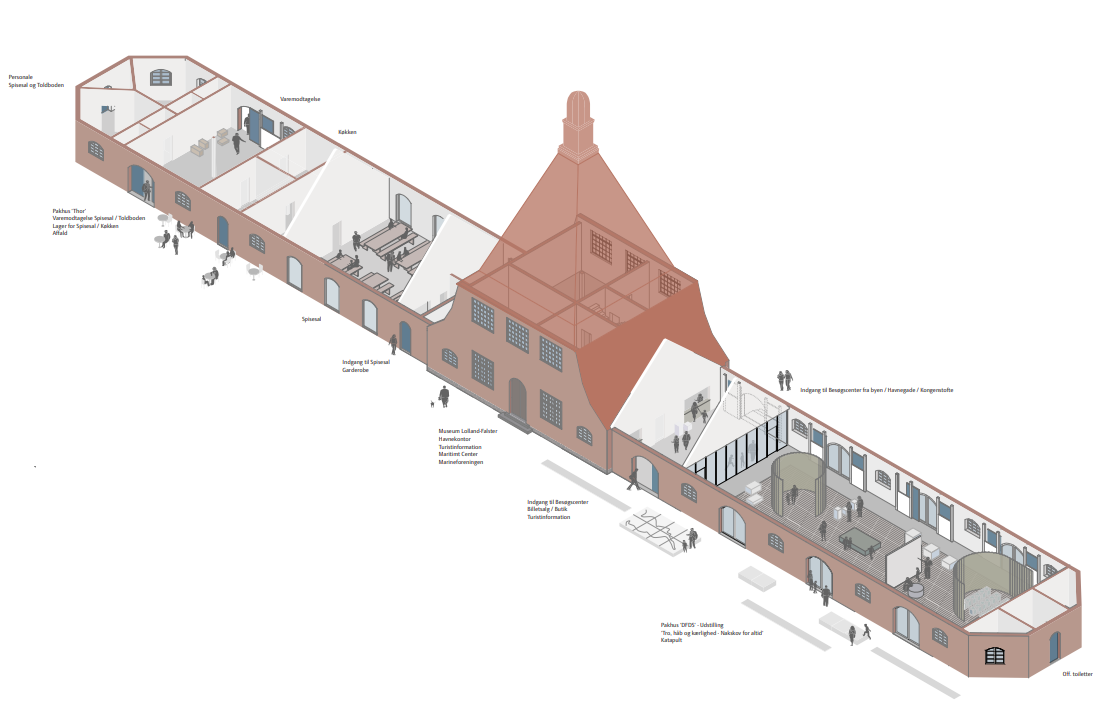 Personale
Spisesal og Toldboden
Varemodtagelse
Køkken
Pakhus 'Thor'
Varemodtagelse Spisesal / Toldboden
Lager for Spisesal / Køkken
Affald
Spisesal
Indgang til Spisesal
Garderobe
Indgang til Besøgscenter fra byen / Havnegade / Kongerstofte
Museum Lolland-Falster
Havnekontor
Turistinformation
Maritimt Center
Marineforeningen
Indgang til Besøgscenter
Billetsalg / Butik
Turistinformation
Pakhus 'DFDS' - Udstilling
'Tro, håb og kærlighed - Nakskov for altid'
Katapult
Off. toiletter